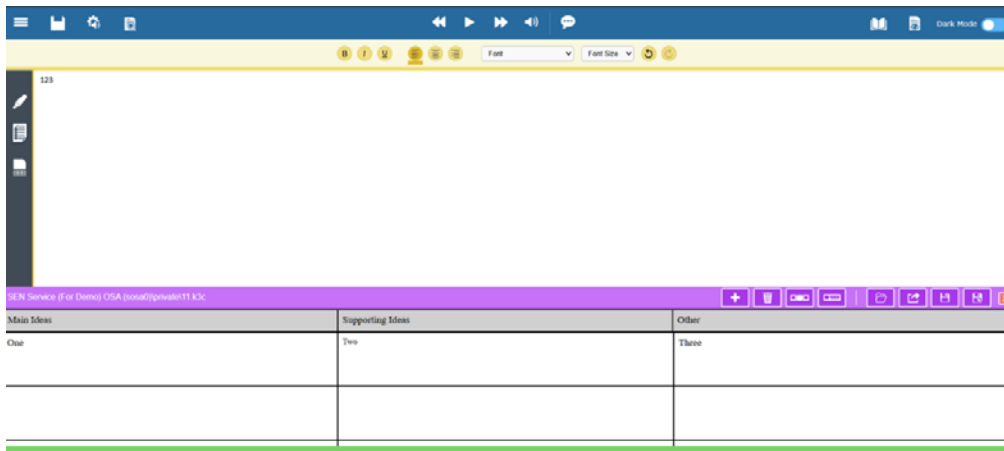 Dark Mode
B I U Font Font Size
123
SEN Service (For Demo) OSA (sosa0)\private\11.k3c
Main Ideas Supporting Ideas Other
One Two Three